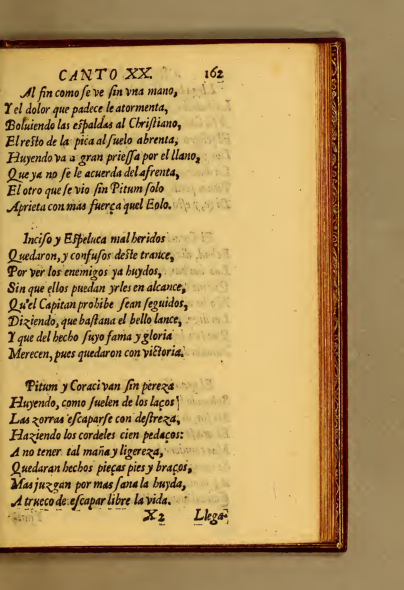 CANTO XX. 162
Al fin como ſe ve ſin vna mano,
Y el dolor que padece le atormenta,
Boluiendo las eſpaldas al Chriſtiano,
El reſto de la pica al ſuelo abrenta,
Huyendo va a gran prieſſa por el llano,
Que ya no ſe le acuerda del afrenta,
El otro que ſe vio ſin Pitum ſolo
Aprieta con mas fuerça quel Eolo.
Inciſo y Eſpeluca mal heridos
Quedaron, y confuſos deſte trance,
Por ver los enemigos ya huydos,
Sin que ellos puedan yrles en alcance,
Qu'el Capitan prohibe ſean ſeguidos,
Diziendo, que baſtaua el bello lance,
Y que del hecho ſuyo fama y gloria
Merecen, pues quedaron con victoria.
Pitum y Coraci van ſin pereza
Huyendo, como ſuelen de los laços
Las zorras eſcaparſe con deſtreza,
Haziendo los cordeles cien pedaços:
A no tener tal maña y ligereza,
Quedaran hechos pieças pies y braços,
Mas juzgan por mas ſana la huyda,
A trueco de eſcapar libre la vida.
X2 Llega